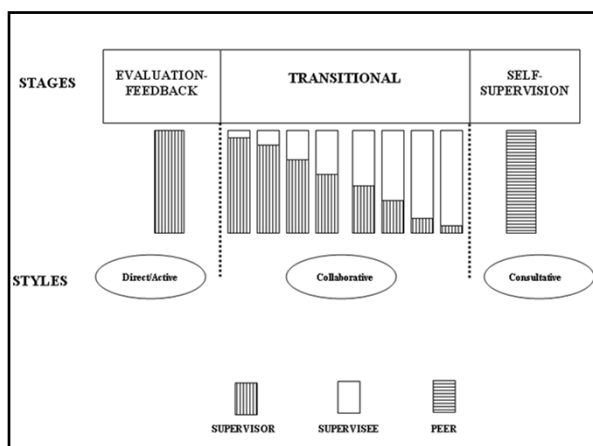 STAGES
EVALUATION-
FEEDBACK
TRANSITIONAL
SELF-
SUPERVISION
STYLES
Direct/Active
Collaborative
Consultative
SUPERVISOR
SUPERVISEE
PEER